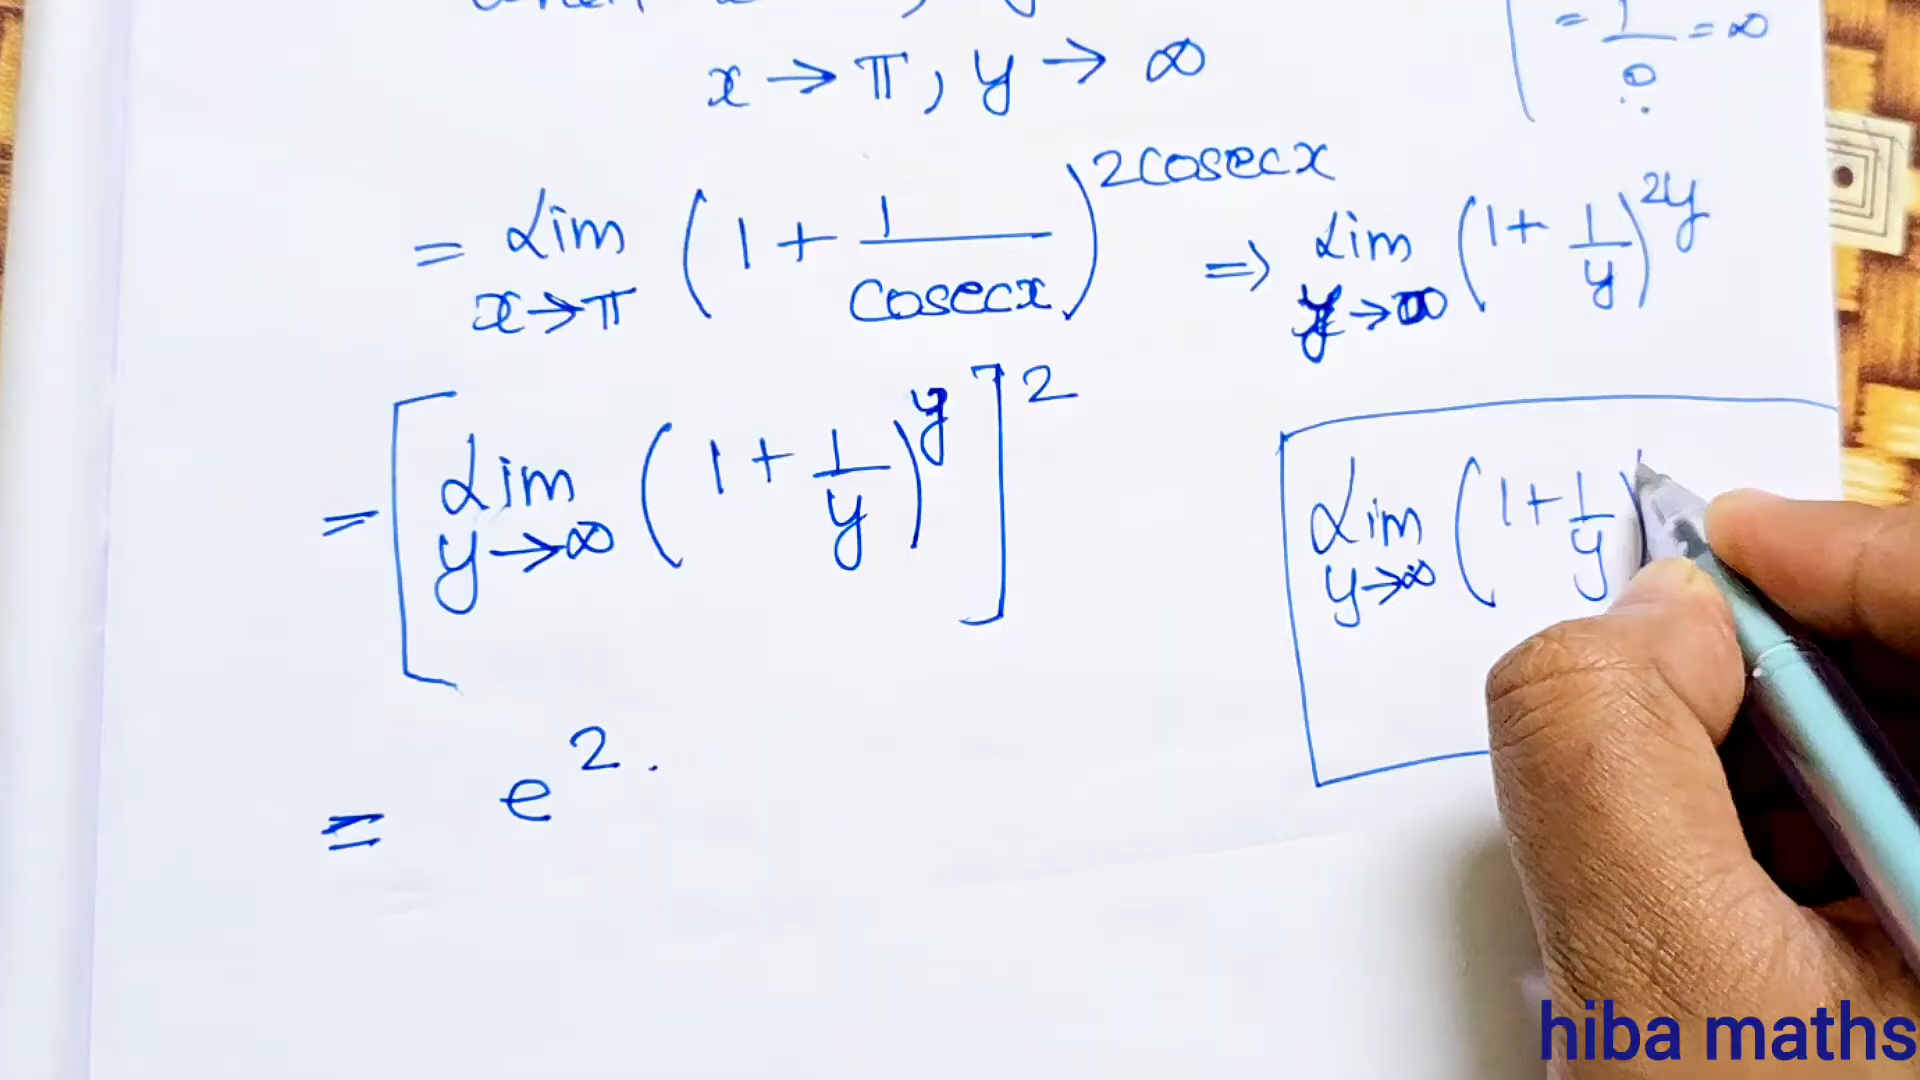 = 1/0 = ∞
x → π, y → ∞
= Lim x→π (1 + 1/cosecx)^2cosecx ⇒ Lim y→∞ (1 + 1/y)^2y
= [Lim y→∞ (1 + 1/y)^y]^2
Lim y→∞ (1 + 1/y)
= e^2.
hiba maths